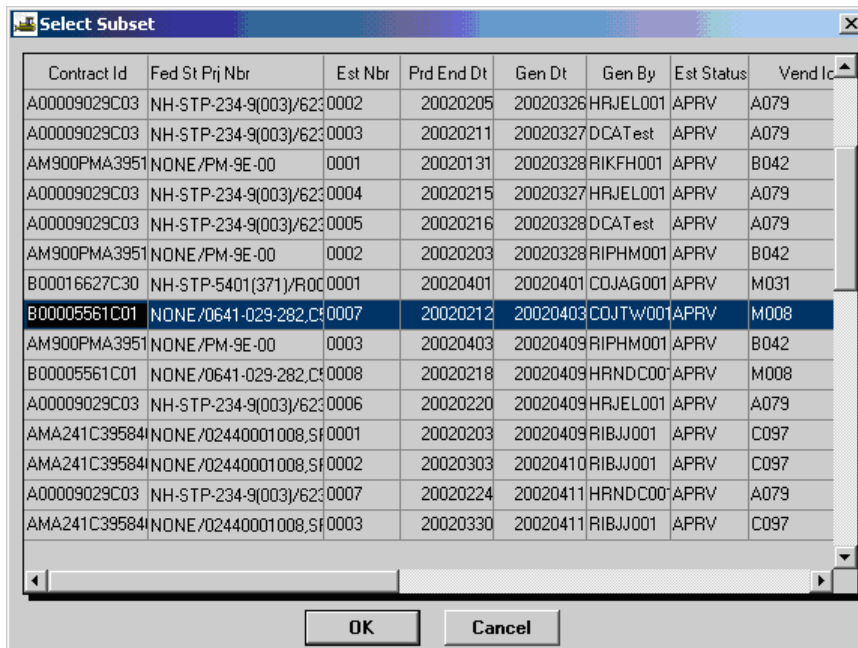 Select Subset
Contract Id Fed St Prj Nbr Est Nbr Prd End Dt Gen Dt Gen By Est Status Vend Id
A00009029C03 NH-STP-234-9(003)/623 0002 20020205 20020326 HRJEL001 APRV A079
A00009029C03 NH-STP-234-9(003)/623 0003 20020211 20020327 DCATest APRV A079
AM900PMA3951 NONE/PM-9E-00 0001 20020131 20020328 RIKFH001 APRV B042
A00009029C03 NH-STP-234-9(003)/623 0004 20020215 20020327 HRJEL001 APRV A079
A00009029C03 NH-STP-234-9(003)/623 0005 20020216 20020328 DCATest APRV A079
AM900PMA3951 NONE/PM-9E-00 0002 20020203 20020328 RIPHM001 APRV B042
B00016627C30 NH-STP-5401(371)/R00 0001 20020401 20020401 COJAG001 APRV M031
B00005561C01 NONE/0641-029-282,C5 0007 20020212 20020403 COJTW001 APRV M008
AM900PMA3951 NONE/PM-9E-00 0003 20020403 20020409 RIPHM001 APRV B042
B00005561C01 NONE/0641-029-282,C5 0008 20020218 20020409 HRNDC001 APRV M008
A00009029C03 NH-STP-234-9(003)/623 0006 20020220 20020409 HRJEL001 APRV A079
AMA241C39584 NONE/02440001008,SF 0001 20020203 20020409 RIBJJ001 APRV C097
AMA241C39584 NONE/02440001008,SF 0002 20020303 20020410 RIBJJ001 APRV C097
A00009029C03 NH-STP-234-9(003)/623 0007 20020224 20020411 HRNDC001 APRV A079
AMA241C39584 NONE/02440001008,SF 0003 20020330 20020411 RIBJJ001 APRV C097
OK Cancel